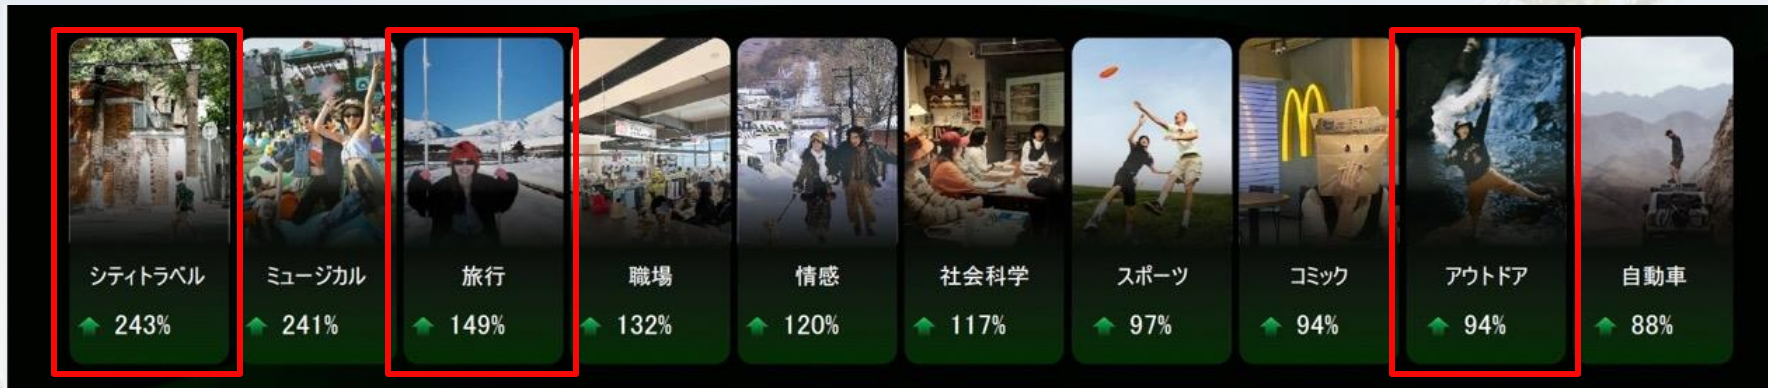 シティトラベル
243%
ミュージカル
241%
旅行
149%
職場
132%
情感
120%
社会科学
117%
スポーツ
97%
コミック
94%
アウトドア
94%
自動車
88%